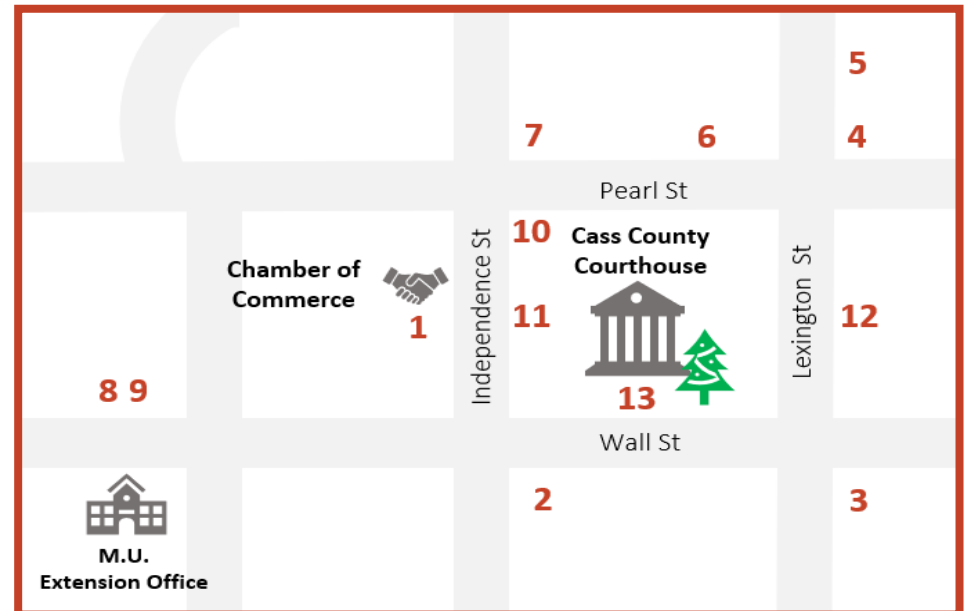 5
7
6
4
Pearl St
10
Cass County
Courthouse
Chamber of
Commerce
Independence St
Lexington St
1
11
12
8 9
13
Wall St
2
3
M.U.
Extension Office